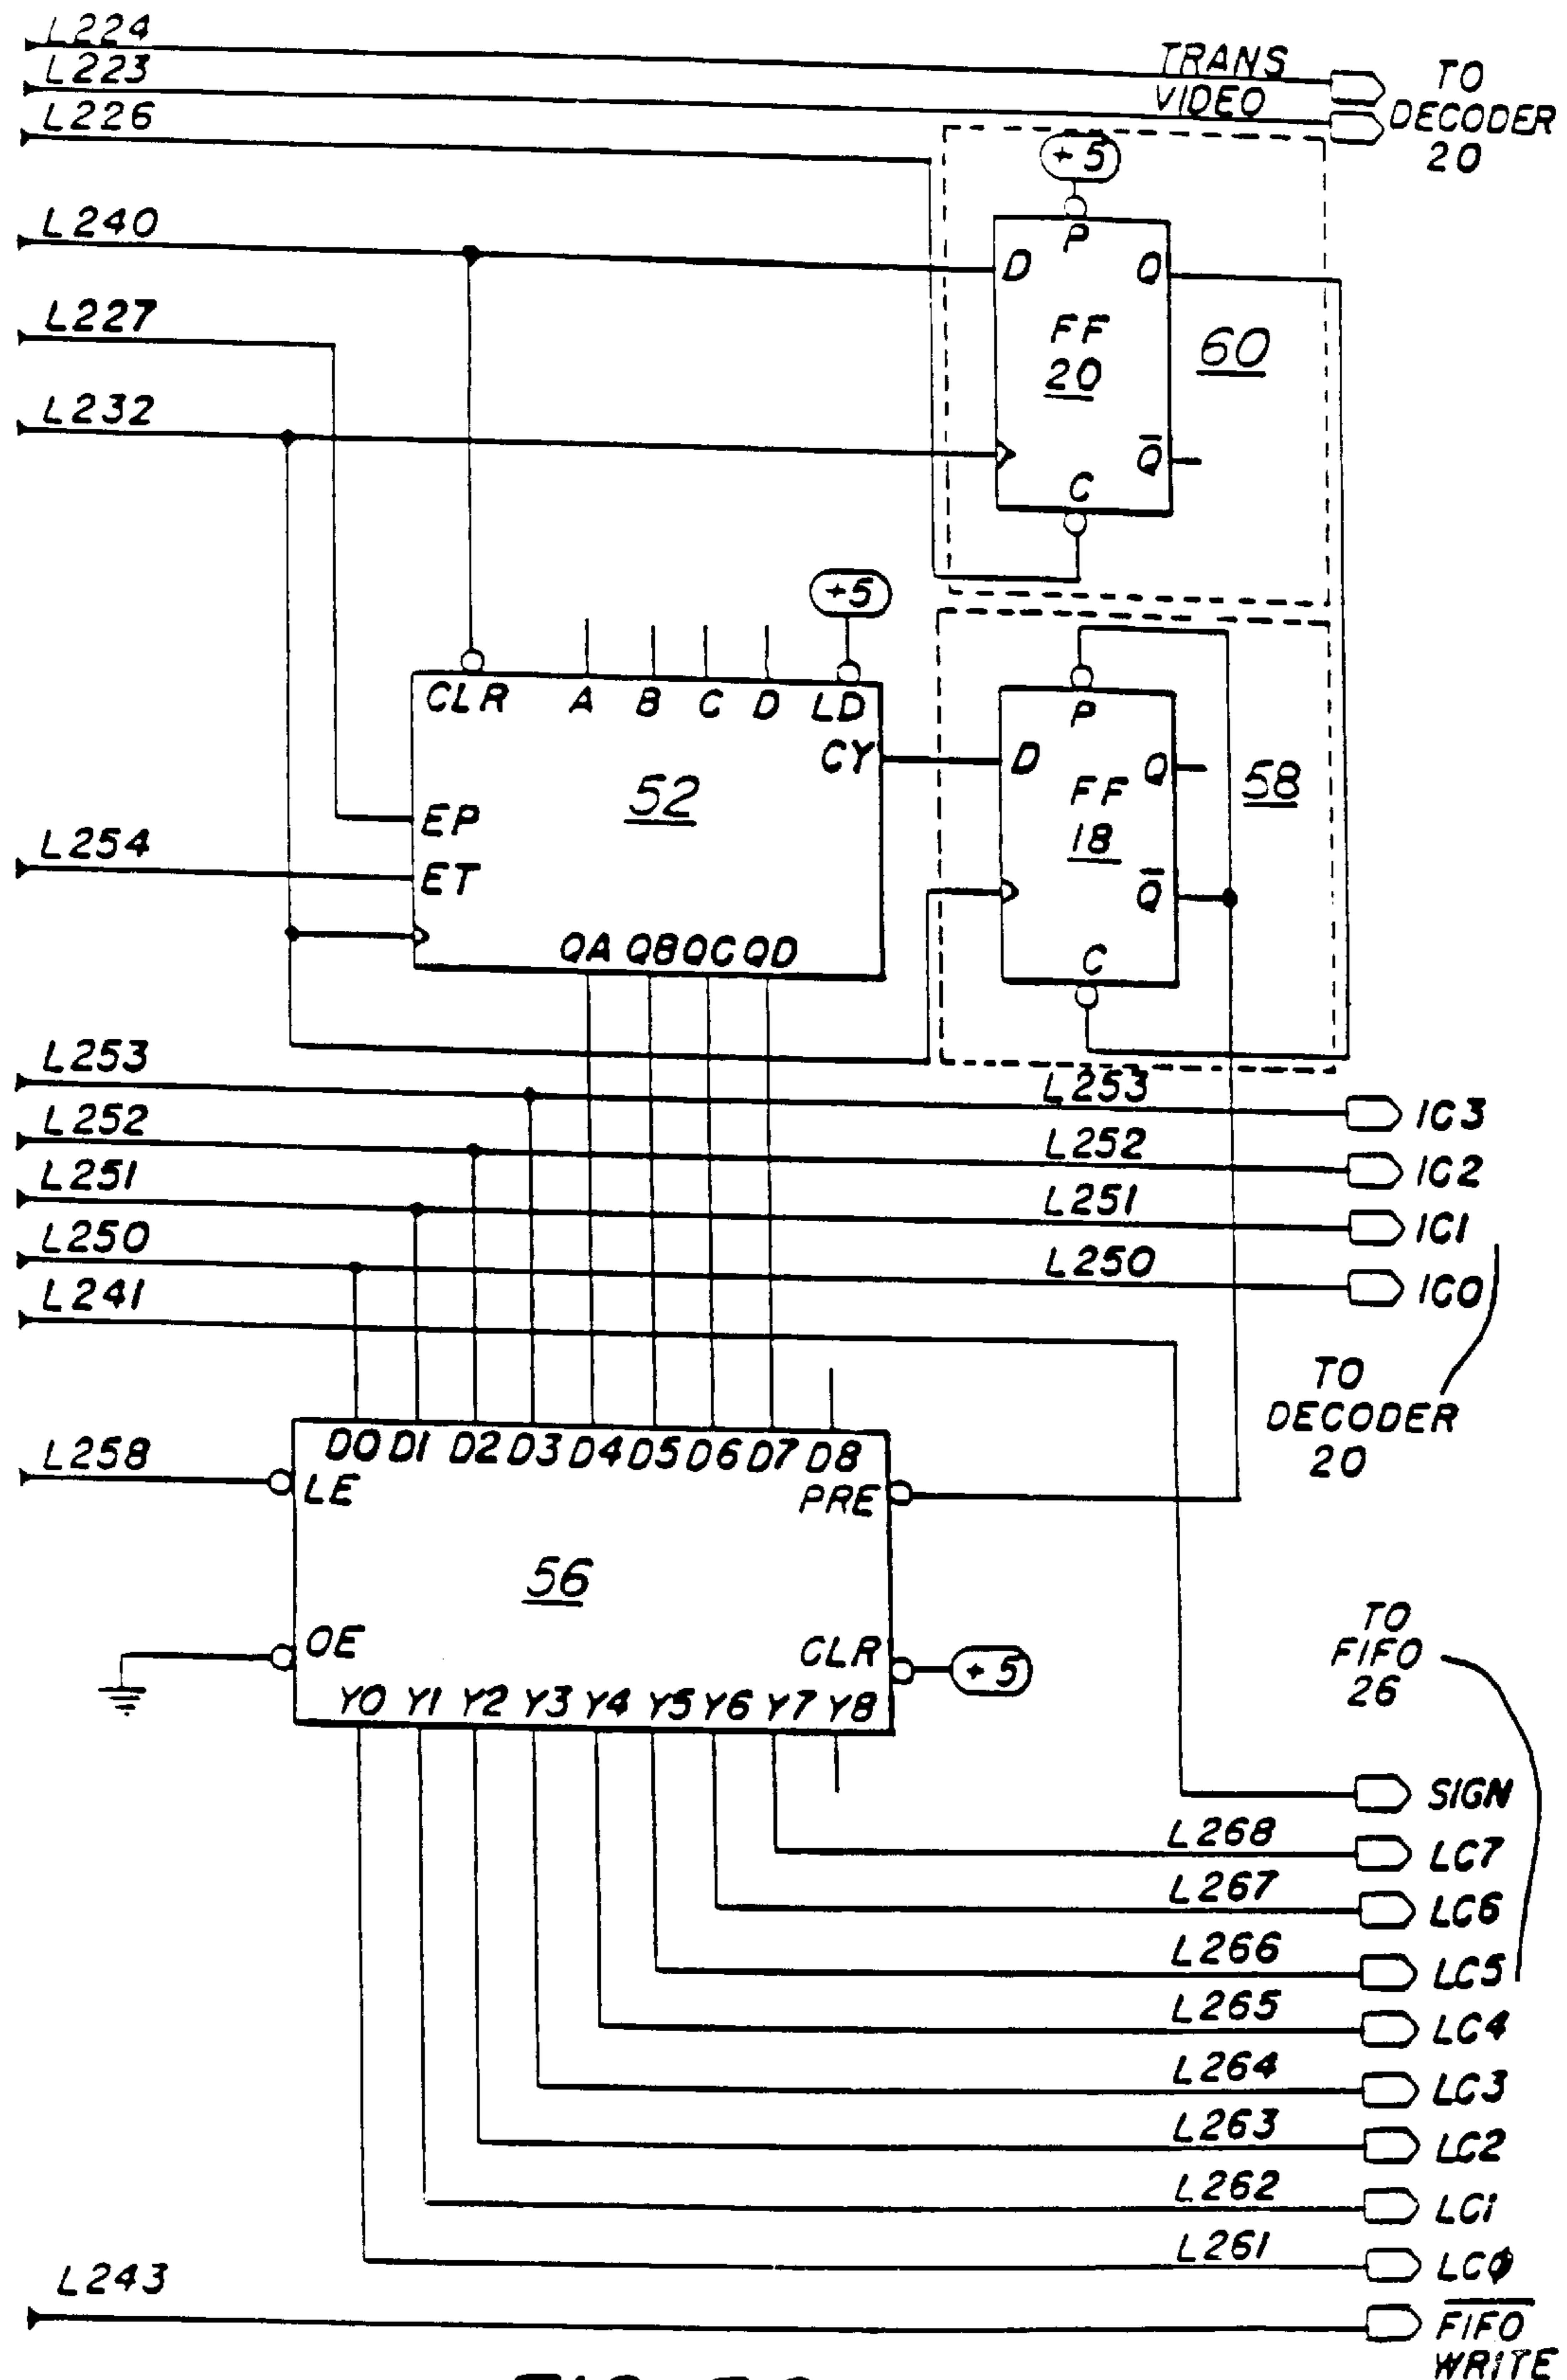 L224
TRANS
L223
VIDEO
TO
DECODER
20
L226
+5
L240
P
D
Q
L227
FF
20
60
L232
Q̅
C
+5
CLR A B C D LD
CY
P
D
Q
52
FF
18
58
EP
L254
ET
Q̅
QA QB QC QD
C
L253
L253
IC3
L252
L252
IC2
L251
L251
IC1
L250
L250
IC0
L241
TO
DECODER
20
D0 D1 D2 D3 D4 D5 D6 D7 D8
L258
LE
PRE
56
OE
CLR
+5
TO
FIFO
26
Y0 Y1 Y2 Y3 Y4 Y5 Y6 Y7 Y8
SIGN
L268
LC7
L267
LC6
L266
LC5
L265
LC4
L264
LC3
L263
LC2
L262
LC1
L261
LCØ
L243
F̅I̅F̅O̅
WRITE